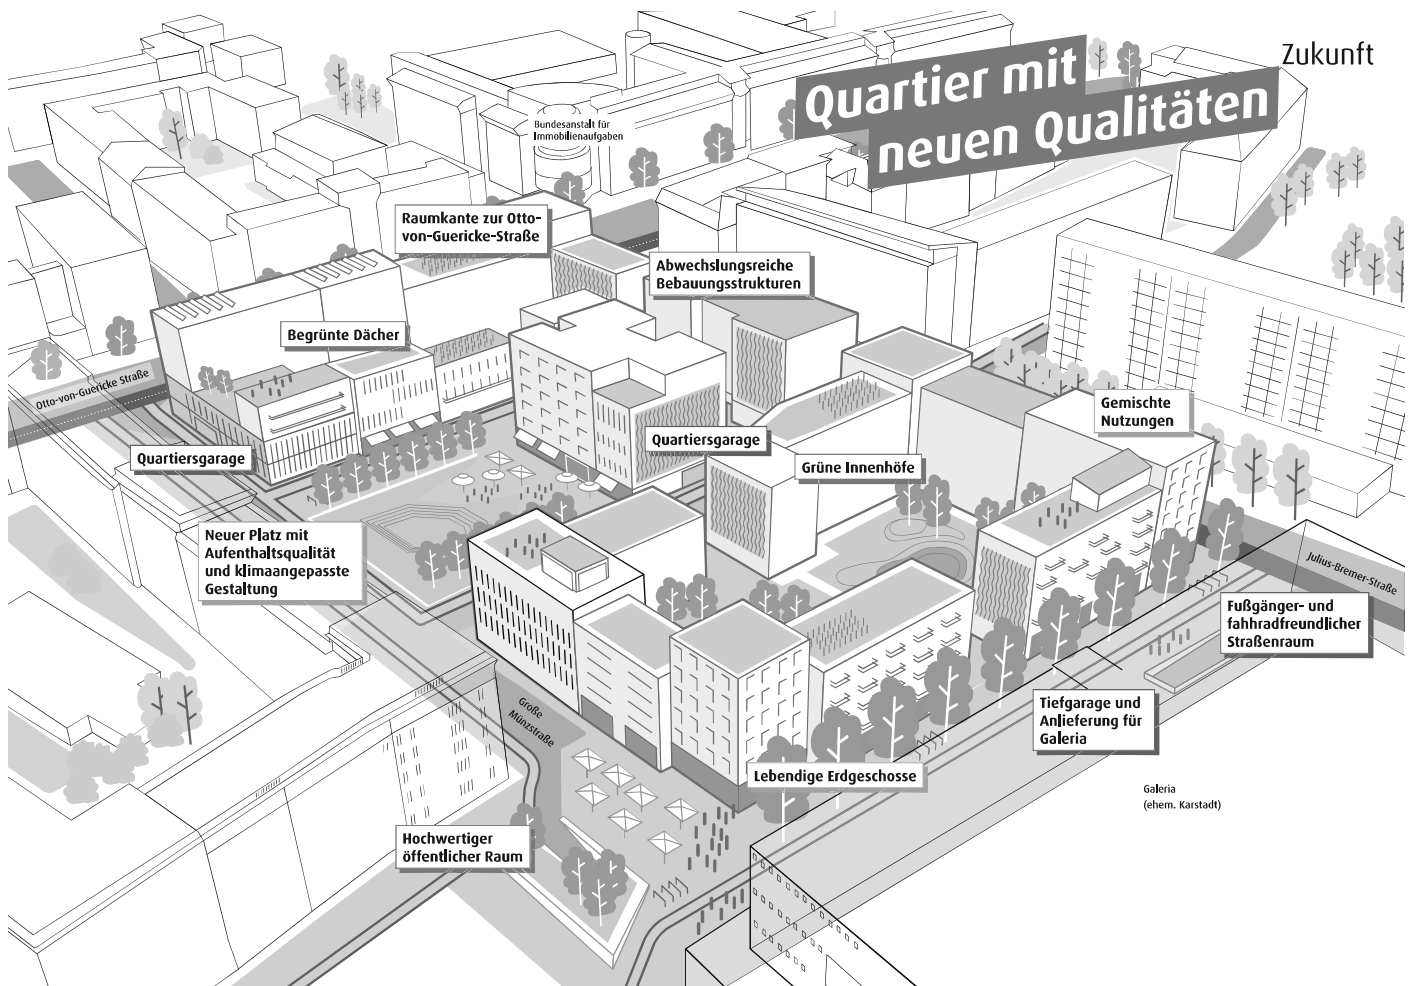 Zukunft
Quartier mit
neuen Qualitäten
Bundesanstalt für
Immobilienaufgaben
Raumkante zur Otto-
von-Guericke-Straße
Abwechslungsreiche
Bebauungsstrukturen
Begrünte Dächer
Otto-von-Guericke Straße
Gemischte
Nutzungen
Quartiersgarage
Quartiersgarage
Grüne Innenhöfe
Neuer Platz mit
Aufenthaltsqualität
und klimaangepasste
Gestaltung
Julius-Bremer-Straße
Fußgänger- und
fahhradfreundlicher
Straßenraum
Große
Münzstraße
Tiefgarage und
Anlieferung für
Galeria
Lebendige Erdgeschosse
Galeria
(ehem. Karstadt)
Hochwertiger
öffentlicher Raum